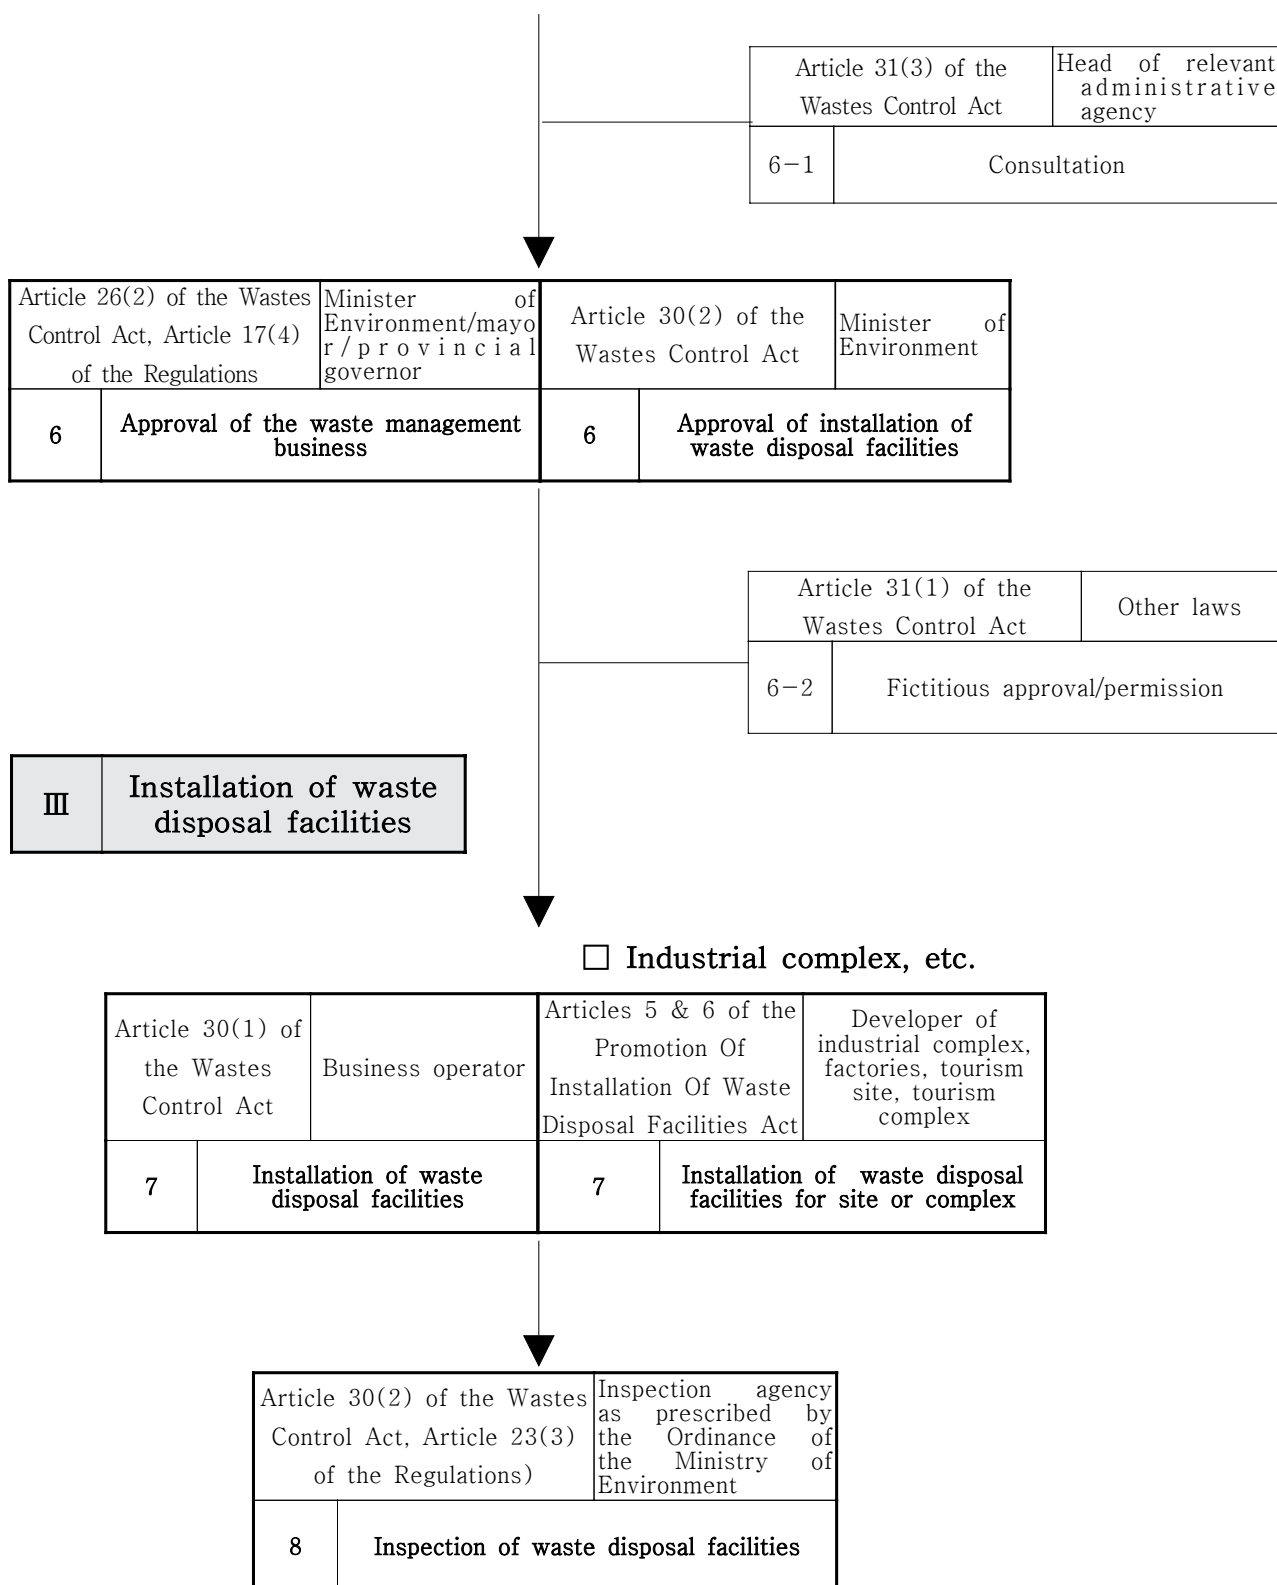 Article 31(3) of the
Wastes Control Act
Head of relevant
administrative
agency
6-1
Consultation
Article 26(2) of the Wastes
Control Act, Article 17(4)
of the Regulations
Minister of
Environment/mayo
r/provincial
governor
Article 30(2) of the
Wastes Control Act
Minister of
Environment
6
Approval of the waste management
business
6
Approval of installation of
waste disposal facilities
Article 31(1) of the
Wastes Control Act
Other laws
6-2
Fictitious approval/permission
Ⅲ
Installation of waste
disposal facilities
□ Industrial complex, etc.
Article 30(1) of
the Wastes
Control Act
Business operator
Articles 5 & 6 of the
Promotion Of
Installation Of Waste
Disposal Facilities Act
Developer of
industrial complex,
factories, tourism
site, tourism
complex
7
Installation of waste
disposal facilities
7
Installation of waste disposal
facilities for site or complex
Article 30(2) of the Wastes
Control Act, Article 23(3)
of the Regulations)
Inspection agency
as prescribed by
the Ordinance of
the Ministry of
Environment
8
Inspection of waste disposal facilities